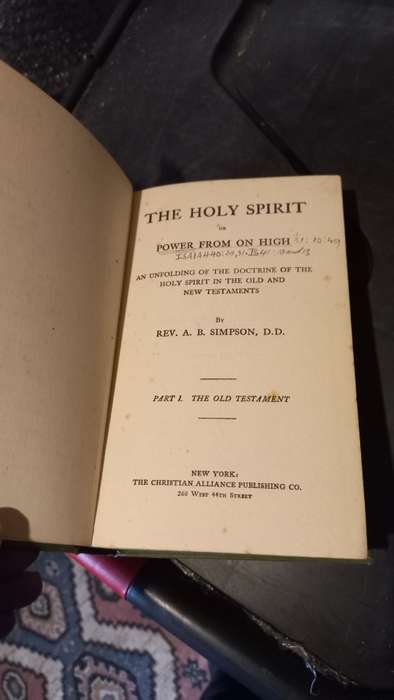 THE HOLY SPIRIT
OR
POWER FROM ON HIGH
ISAIAH 40:
AN UNFOLDING OF THE DOCTRINE OF THE
HOLY SPIRIT IN THE OLD AND
NEW TESTAMENTS
BY
REV. A. B. SIMPSON, D.D.
PART I. THE OLD TESTAMENT
NEW YORK:
THE CHRISTIAN ALLIANCE PUBLISHING CO.
260 WEST 44TH STREET